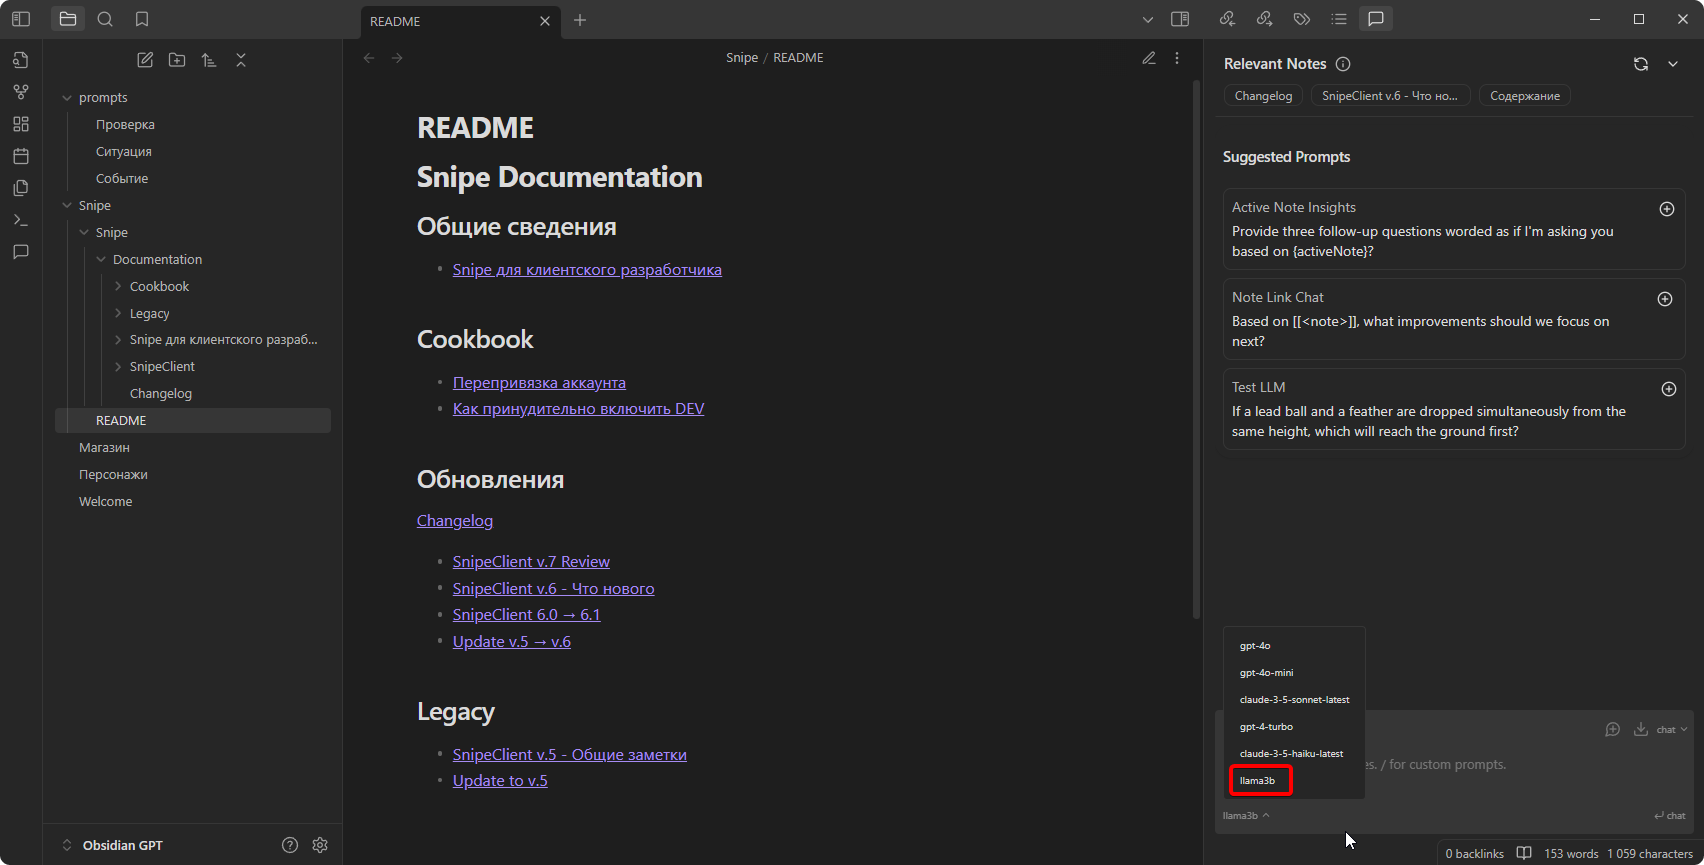 README
prompts
Проверка
Ситуация
Событие
Snipe
Snipe
Documentation
Cookbook
Legacy
Snipe для клиентского разраб...
SnipeClient
Changelog
README
Магазин
Персонажи
Welcome
Obsidian GPT
Snipe / README
README
Snipe Documentation
Общие сведения
Snipe для клиентского разработчика
Cookbook
Перепривязка аккаунта
Как принудительно включить DEV
Обновления
Changelog
SnipeClient v.7 Review
SnipeClient v.6 - Что нового
SnipeClient 6.0 → 6.1
Update v.5 → v.6
Legacy
SnipeClient v.5 - Общие заметки
Update to v.5
Relevant Notes
Changelog
SnipeClient v.6 - Что но...
Содержание
Suggested Prompts
Active Note Insights
Provide three follow-up questions worded as if I'm asking you
based on {activeNote}?
Note Link Chat
Based on [[<note>]], what improvements should we focus on
next?
Test LLM
If a lead ball and a feather are dropped simultaneously from the
same height, which will reach the ground first?
gpt-4o
gpt-4o-mini
claude-3-5-sonnet-latest
gpt-4-turbo
claude-3-5-haiku-latest
llama3b
chat
es. / for custom prompts.
llama3b
chat
0 backlinks
153 words
1 059 characters